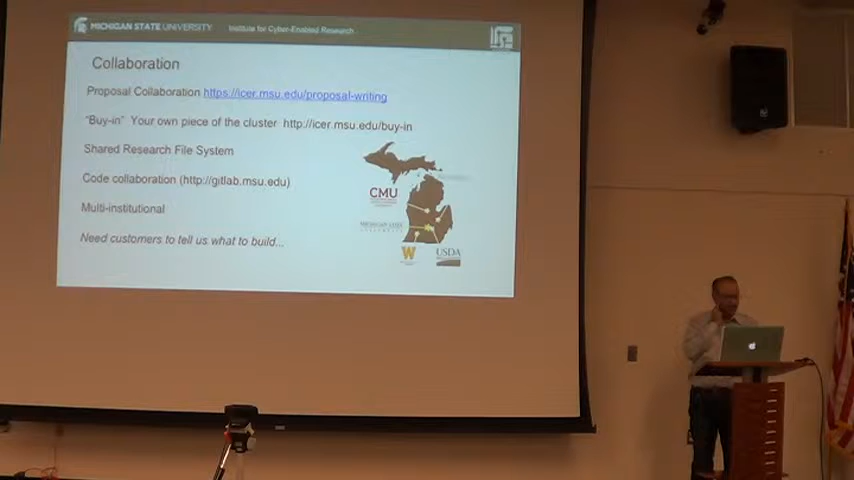 MICHIGAN STATE UNIVERSITY Institute for Cyber-Enabled Research
Collaboration
Proposal Collaboration https://icer.msu.edu/proposal-writing
"Buy-in" Your own piece of the cluster http://icer.msu.edu/buy-in
Shared Research File System
Code collaboration (http://gitlab.msu.edu)
Multi-institutional
Need customers to tell us what to build...
CMU
MICHIGAN STATE
W
USDA